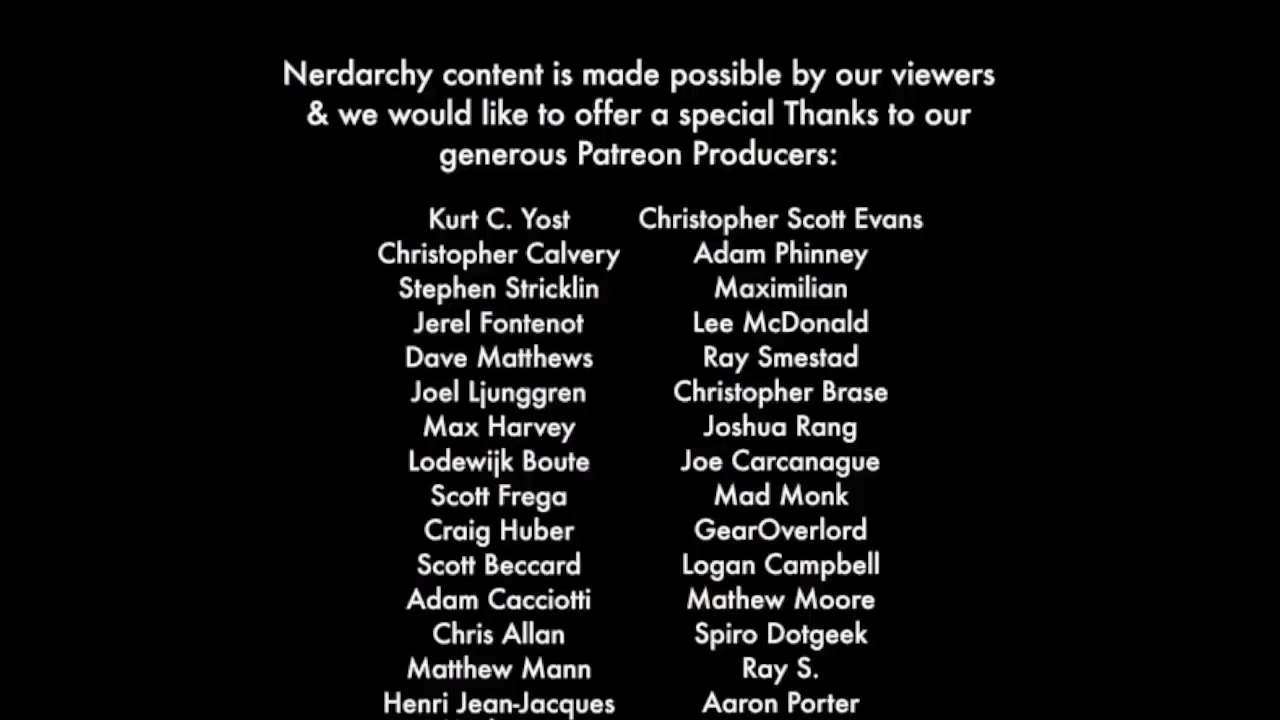 Nerdarchy content is made possible by our viewers
& we would like to offer a special Thanks to our
generous Patreon Producers:
Kurt C. Yost
Christopher Calvery
Stephen Stricklin
Jerel Fontenot
Dave Matthews
Joel Ljunggren
Max Harvey
Lodewijk Boute
Scott Frega
Craig Huber
Scott Beccard
Adam Cacciotti
Chris Allan
Matthew Mann
Henri Jean-Jacques
Christopher Scott Evans
Adam Phinney
Maximilian
Lee McDonald
Ray Smestad
Christopher Brase
Joshua Rang
Joe Carcanague
Mad Monk
GearOverlord
Logan Campbell
Mathew Moore
Spiro Dotgeek
Ray S.
Aaron Porter